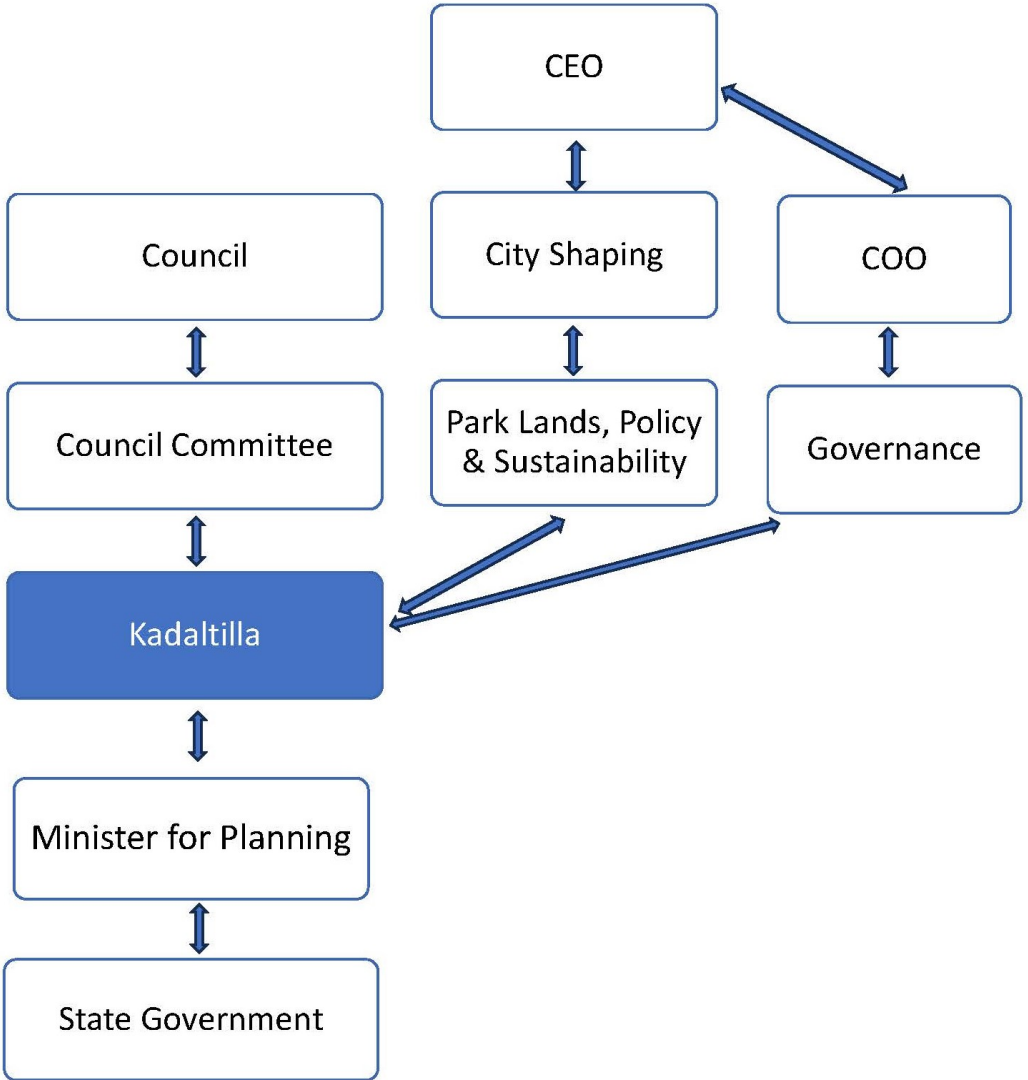 CEO
Council
City Shaping
COO
Council Committee
Park Lands, Policy
& Sustainability
Governance
Kadaltilla
Minister for Planning
State Government